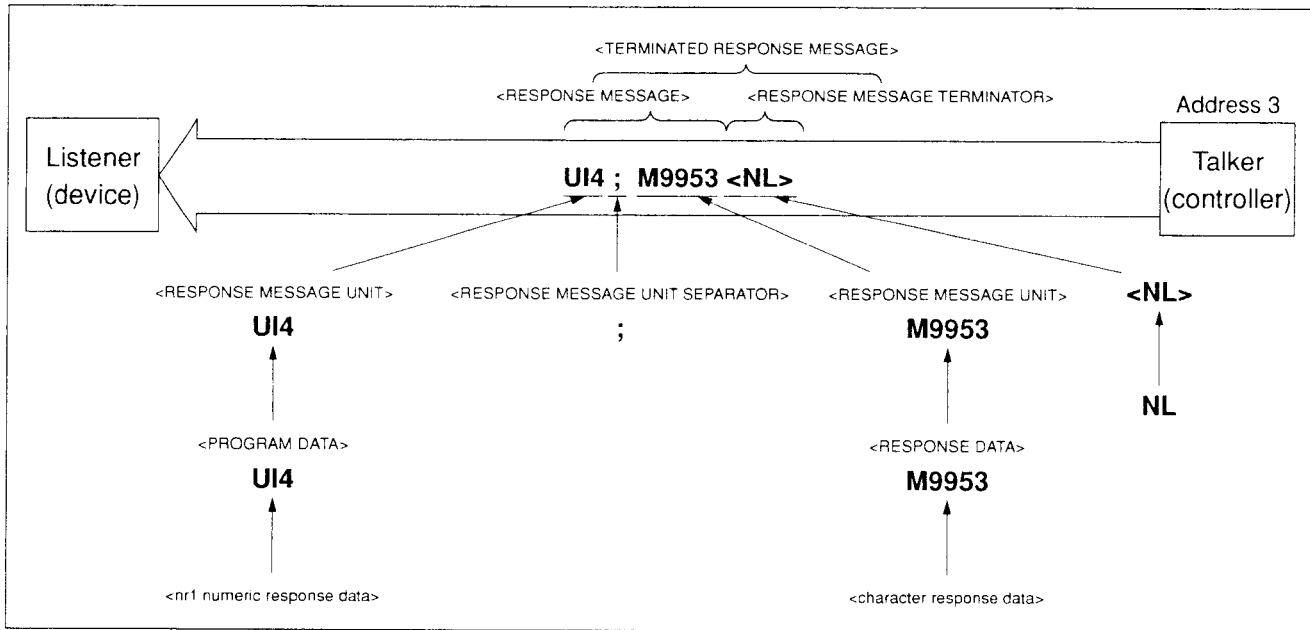 <TERMINATED RESPONSE MESSAGE>
<RESPONSE MESSAGE> <RESPONSE MESSAGE TERMINATOR>
Address 3
Listener
(device)
UI4 ; M9953 <NL>
Talker
(controller)
<RESPONSE MESSAGE UNIT> <RESPONSE MESSAGE UNIT SEPARATOR> <RESPONSE MESSAGE UNIT> <NL>
UI4 ; M9953
NL
<PROGRAM DATA> <RESPONSE DATA>
UI4 M9953
<nr1 numeric response data> <character response data>